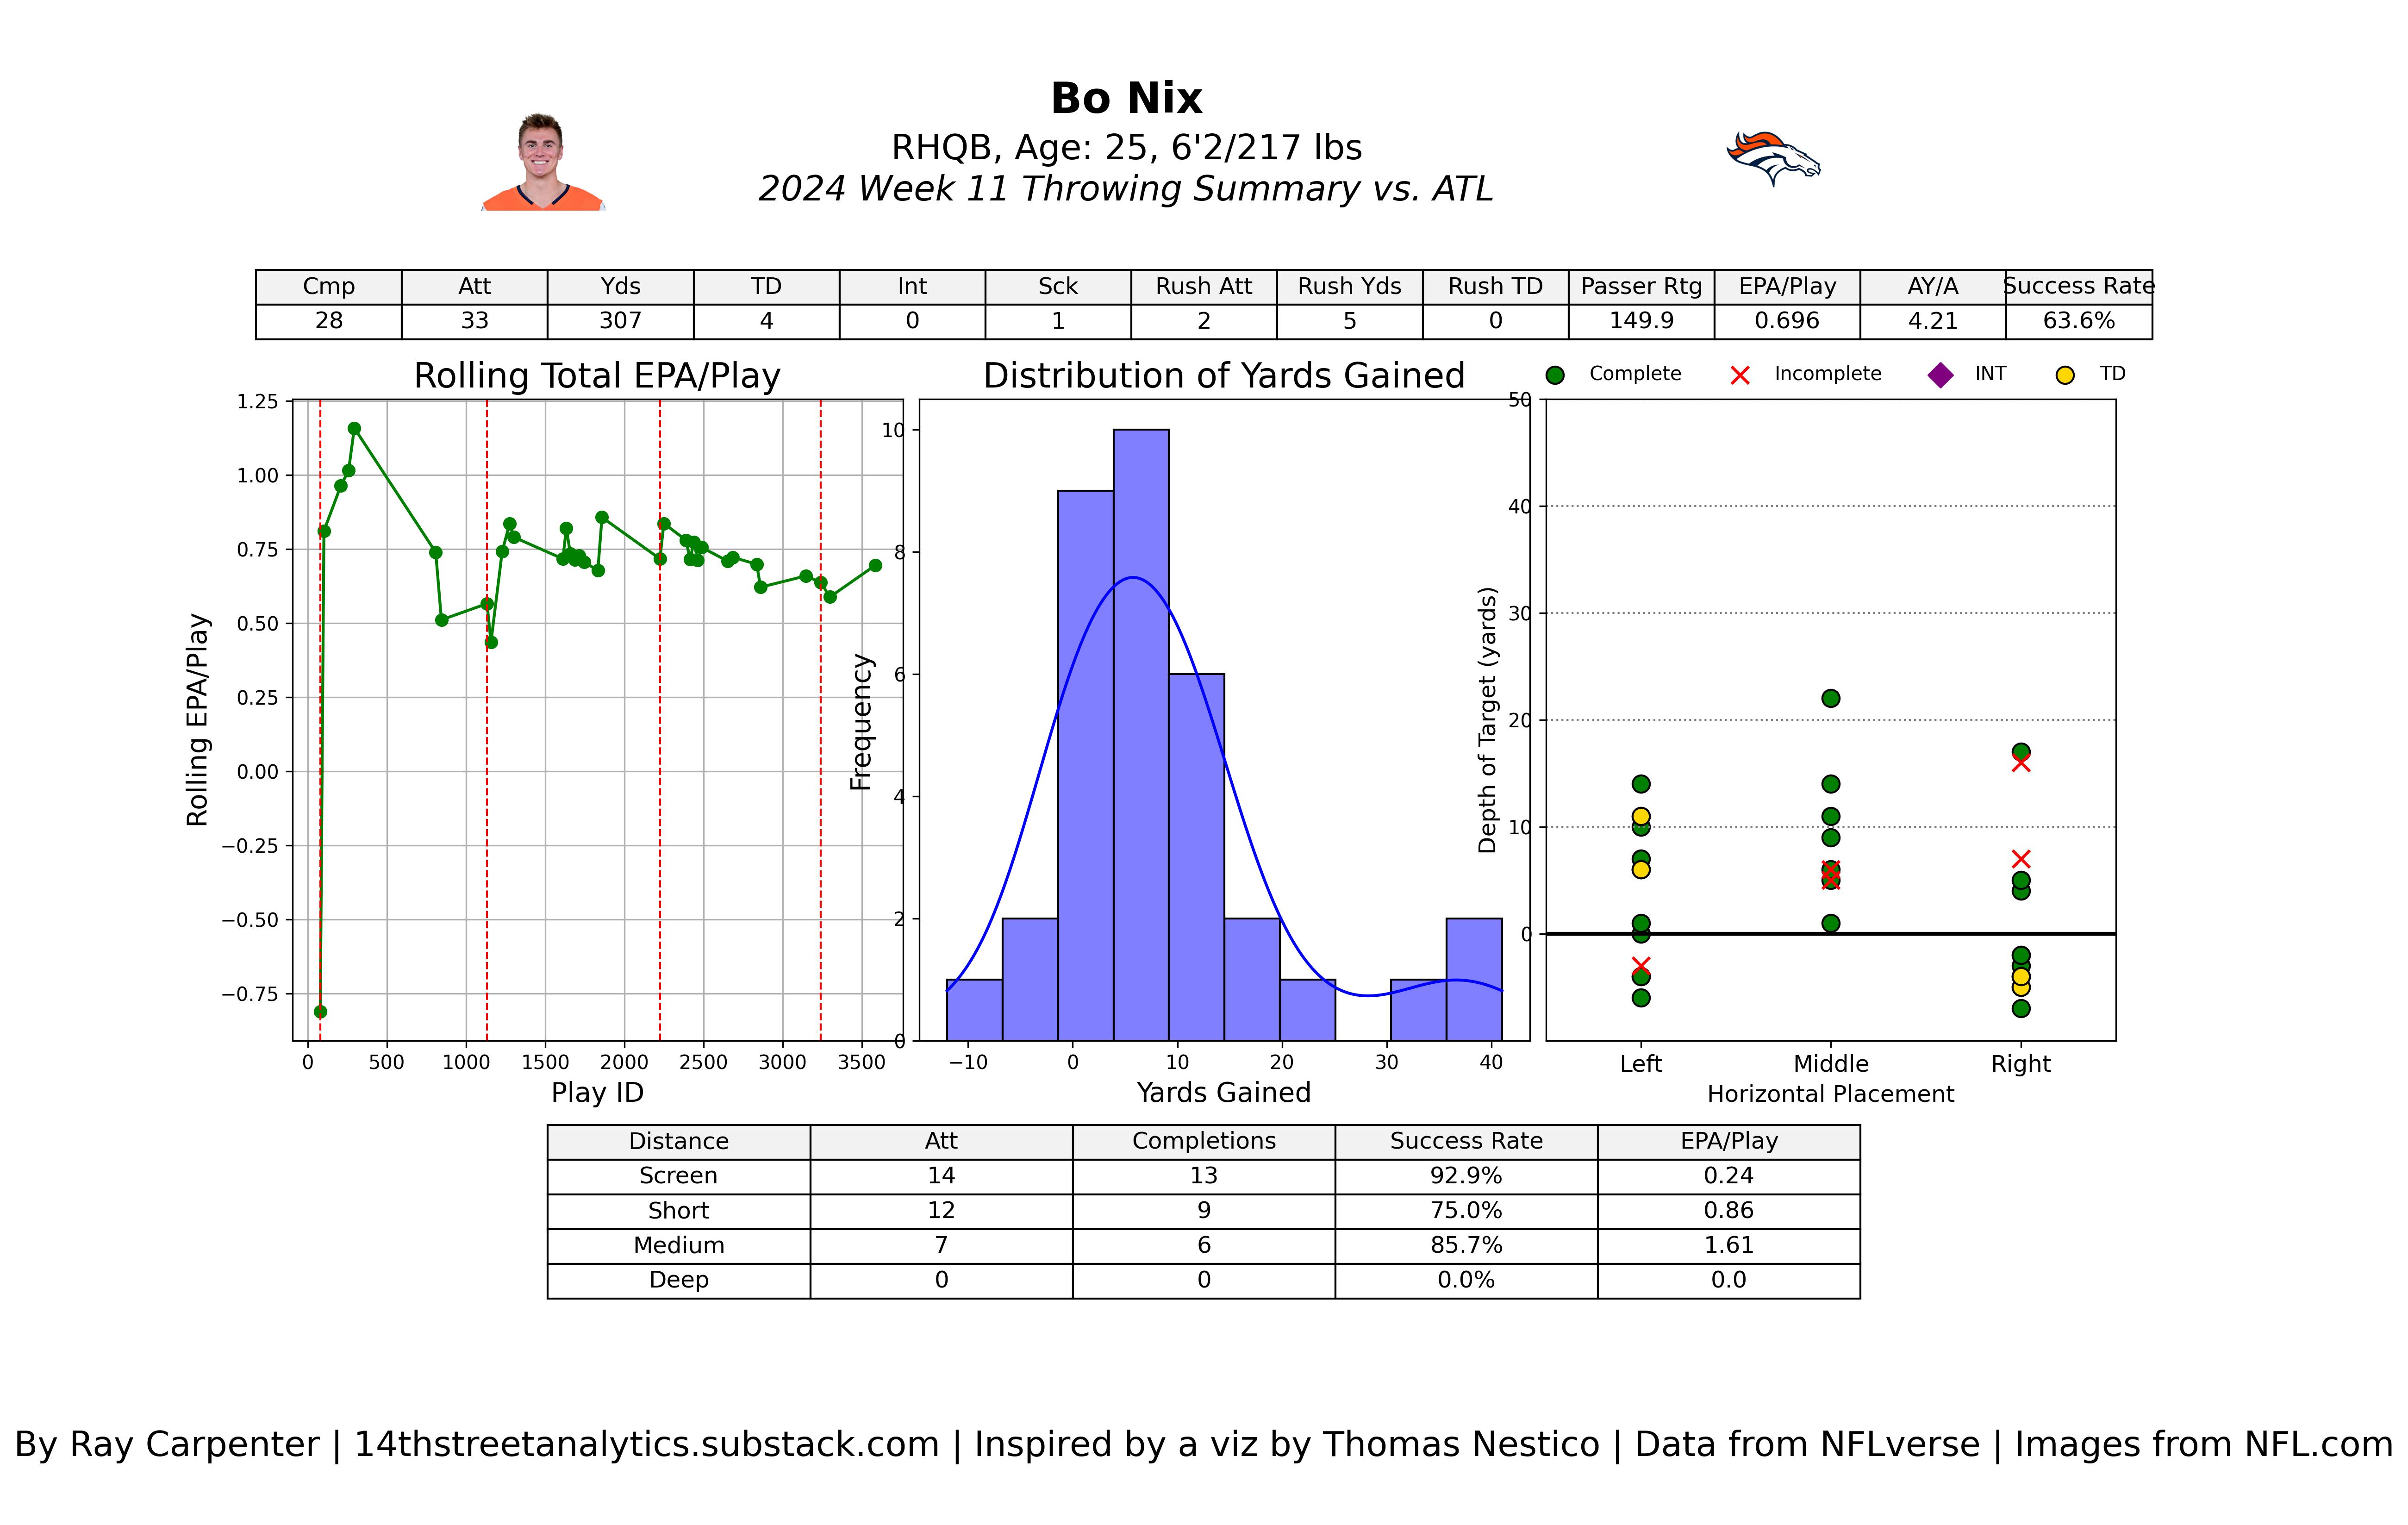 Bo Nix
RHQB, Age: 25, 6'2/217 lbs
2024 Week 11 Throwing Summary vs. ATL
Cmp Att Yds TD Int Sck Rush Att Rush Yds Rush TD Passer Rtg EPA/Play AY/A Success Rate
28 33 307 4 0 1 2 5 0 149.9 0.696 4.21 63.6%
Rolling Total EPA/Play
1.25
1.00
0.75
0.50
0.25
0.00
−0.25
−0.50
−0.75
Rolling EPA/Play
0 500 1000 1500 2000 2500 3000 3500
Play ID
Distribution of Yards Gained
10
8
6
4
2
0
Frequency
−10 0 10 20 30 40
Yards Gained
Complete Incomplete INT TD
50
40
30
20
10
0
Depth of Target (yards)
Left Middle Right
Horizontal Placement
Distance Att Completions Success Rate EPA/Play
Screen 14 13 92.9% 0.24
Short 12 9 75.0% 0.86
Medium 7 6 85.7% 1.61
Deep 0 0 0.0% 0.0
By Ray Carpenter | 14thstreetanalytics.substack.com | Inspired by a viz by Thomas Nestico | Data from NFLverse | Images from NFL.com